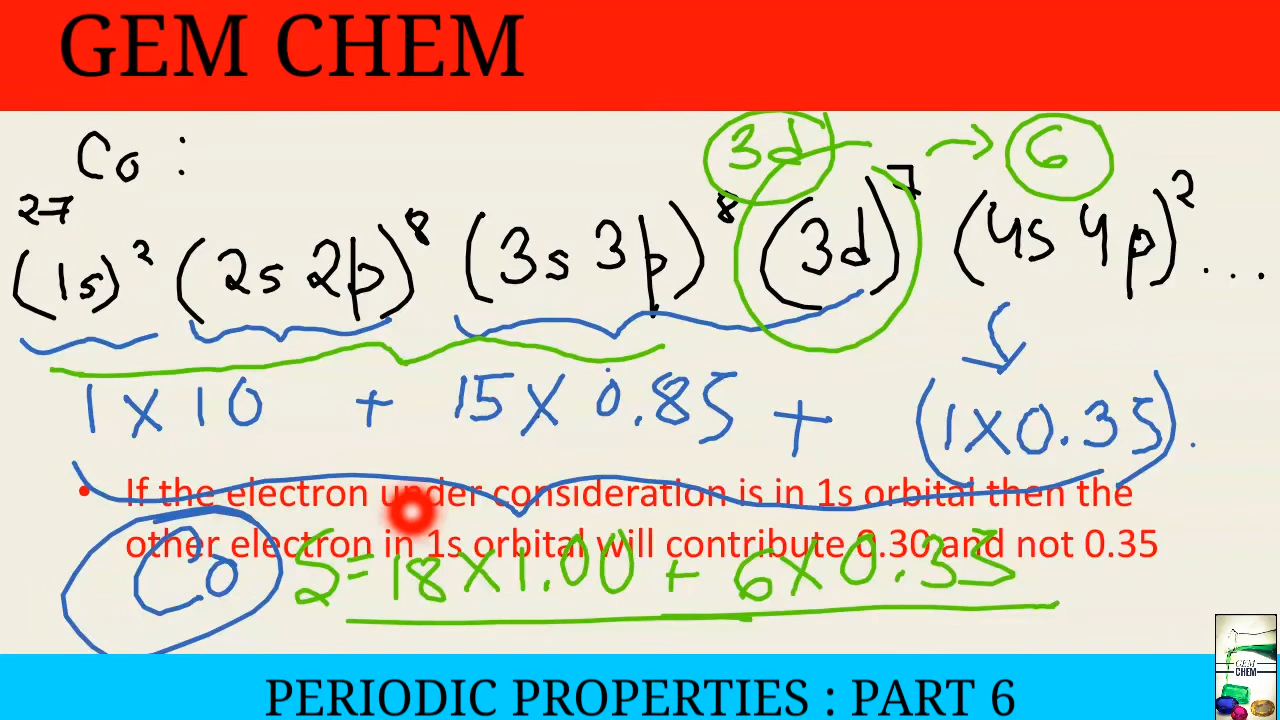 GEM CHEM
Co :
3d → 6
27
(1s)² (2s 2p)⁸ (3s 3p)⁸ (3d)⁷ (4s 4p)² ...
1 X 10 + 15 X 0.85 + (1 X 0.35).
• If the electron under consideration is in 1s orbital then the
other electron in 1s orbital will contribute 0.30 and not 0.35
Co S = 18 X 1.00 + 6 X 0.35
PERIODIC PROPERTIES : PART 6
GEM
CHEM